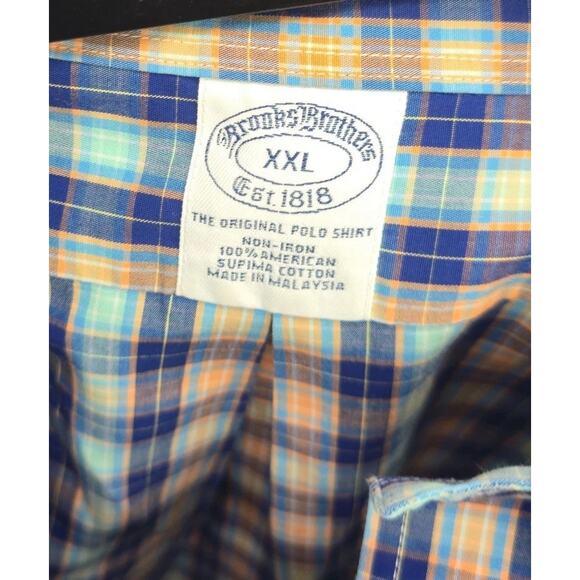 Brooks Brothers
XXL
Est. 1818
THE ORIGINAL POLO SHIRT
NON-IRON
100% AMERICAN
SUPIMA COTTON
MADE IN MALAYSIA